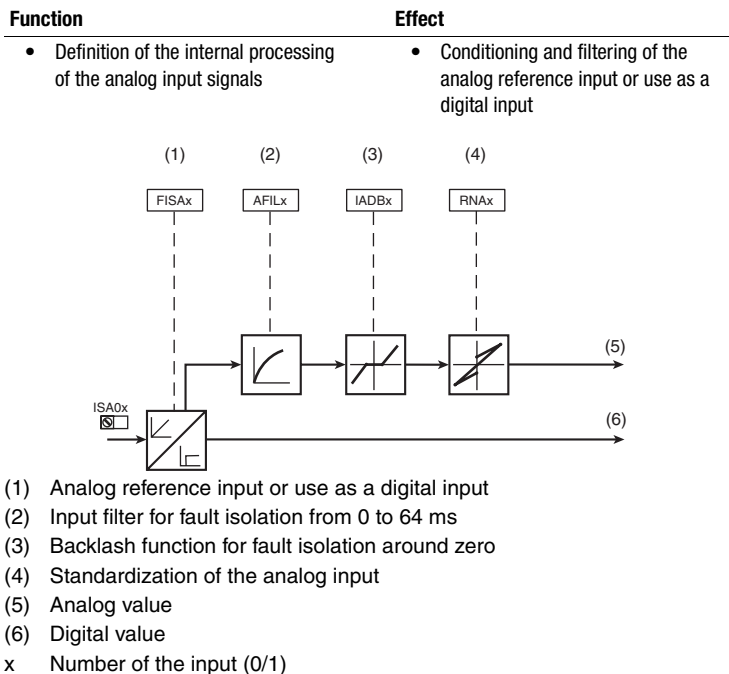 Function Effect
• Definition of the internal processing of the analog input signals
• Conditioning and filtering of the analog reference input or use as a digital input
(1) (2) (3) (4)
FISAx AFILx IADBx RNAx
(5)
ISA0x
(6)
(1) Analog reference input or use as a digital input
(2) Input filter for fault isolation from 0 to 64 ms
(3) Backlash function for fault isolation around zero
(4) Standardization of the analog input
(5) Analog value
(6) Digital value
x Number of the input (0/1)